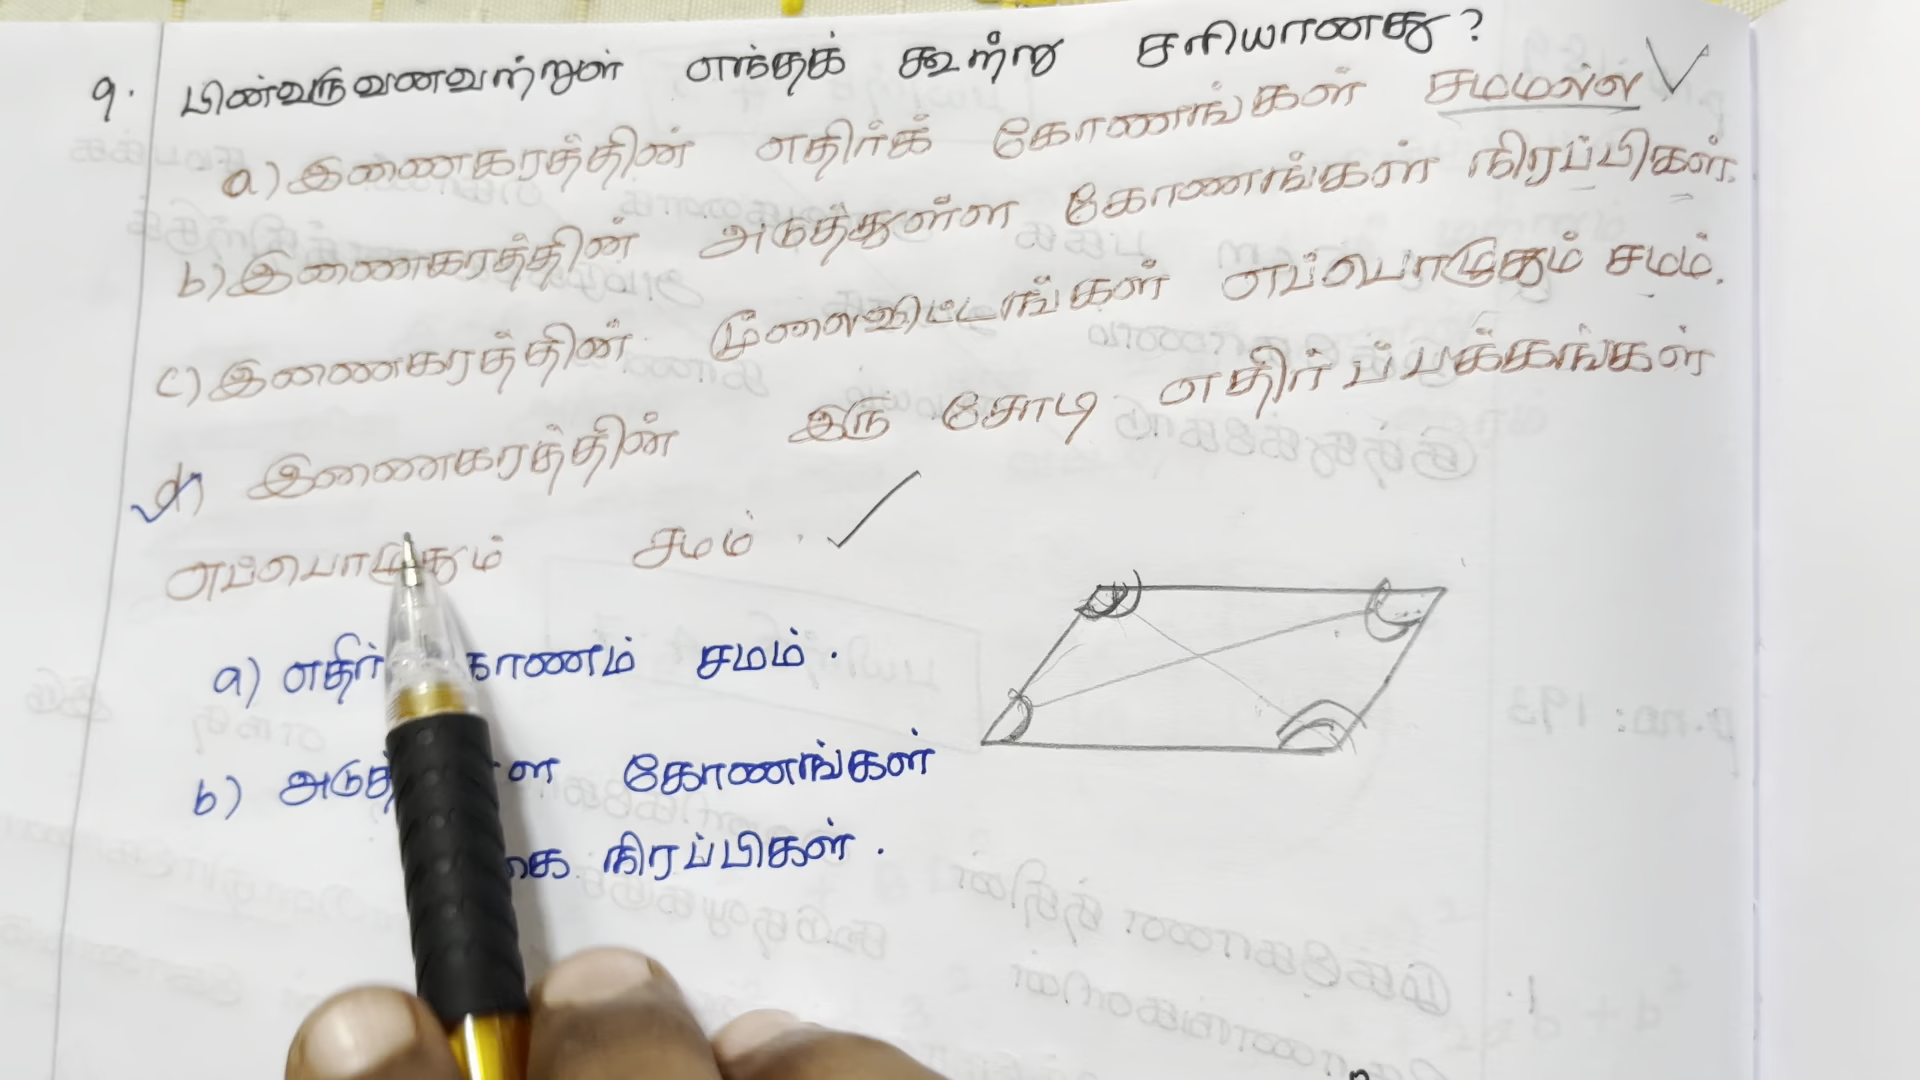 9. பின்வருவனவற்றுள் எந்தக் கூற்று சரியானது?
a) இணைகரத்தின் எதிர்க் கோணங்கள் சமமல்ல
b) இணைகரத்தின் அடுத்துள்ள கோணங்கள் நிரப்பிகள்.
c) இணைகரத்தின் மூலைவிட்டங்கள் எப்பொழுதும் சமம்.
d) இணைகரத்தின் இரு சோடி எதிர்ப்பக்கங்கள்
எப்பொழுதும் சமம்.
a) எதிர் கோணம் சமம்.
b) அடுத்துள்ள கோணங்கள்
நிரப்பிகள்.